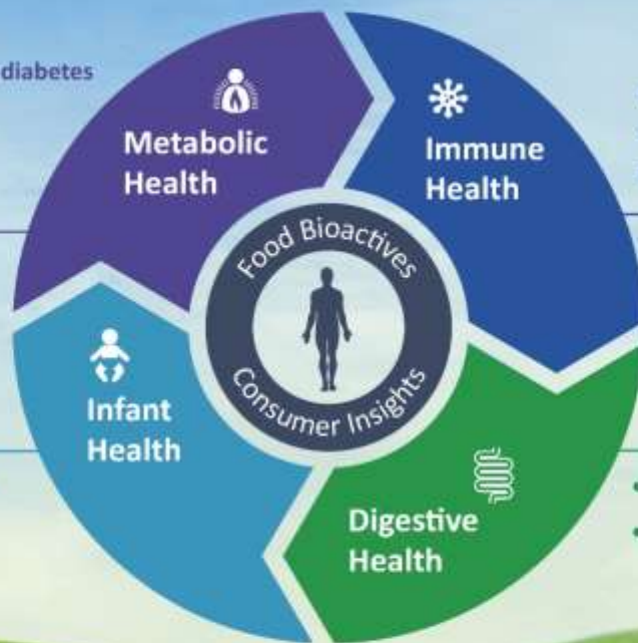 diabetes
Metabolic
Health
Immune
Health
Food Bioactives
Consumer Insights
Infant
Health
Digestive
Health